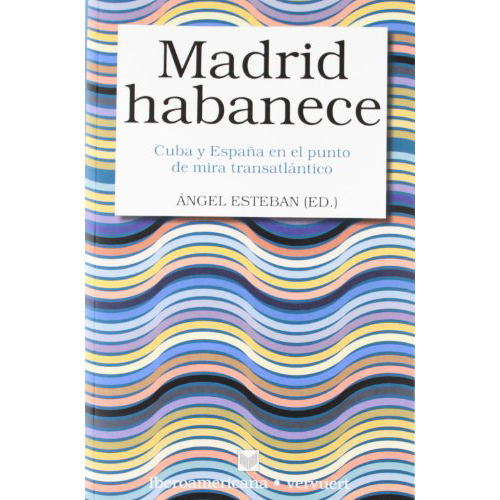 Madrid
habanece
Cuba y España en el punto
de mira transatlántico
ÁNGEL ESTEBAN (ED.)
Iberoamericana • Vervuert